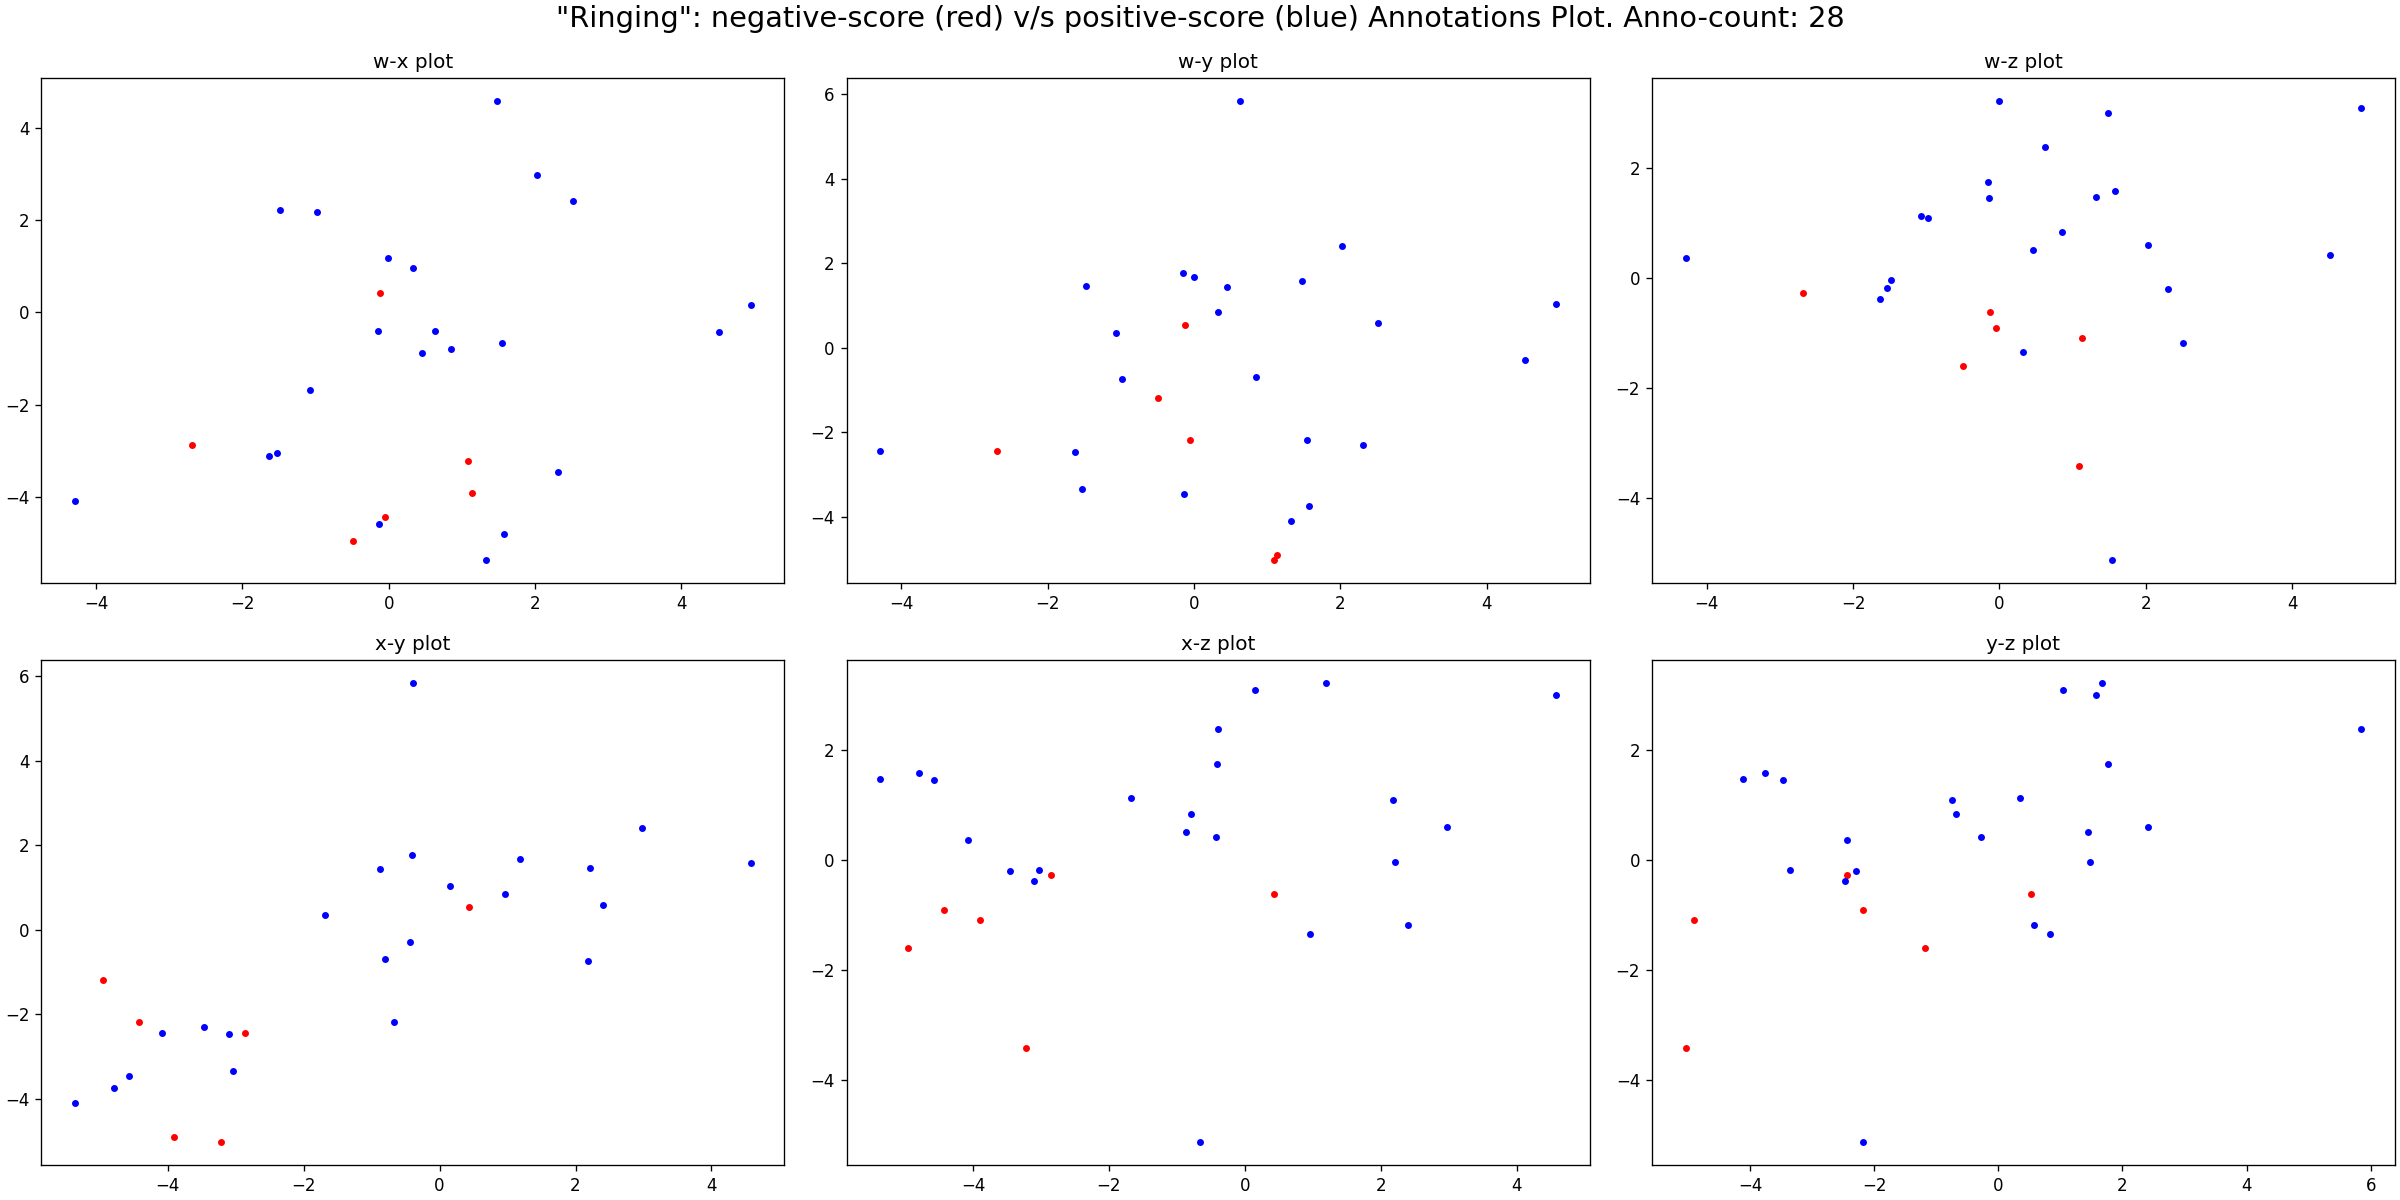 "Ringing": negative-score (red) v/s positive-score (blue) Annotations Plot. Anno-count: 28
w-x plot
w-y plot
w-z plot
4
2
0
−2
−4
−4 −2 0 2 4
6
4
2
0
−2
−4
−4 −2 0 2 4
2
0
−2
−4
−4 −2 0 2 4
x-y plot
x-z plot
y-z plot
6
4
2
0
−2
−4
−4 −2 0 2 4
2
0
−2
−4
−4 −2 0 2 4
2
0
−2
−4
−4 −2 0 2 4 6